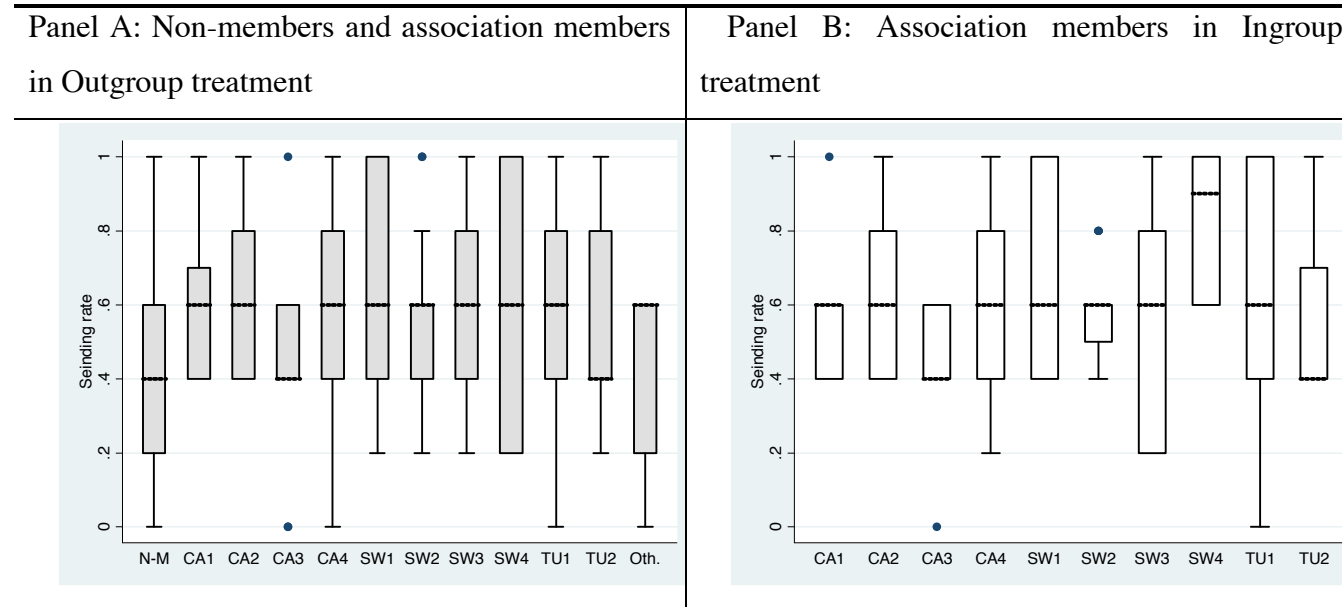 Panel A: Non-members and association members
in Outgroup treatment
Seinding rate
1
.8
.6
.4
.2
0
N-M CA1 CA2 CA3 CA4 SW1 SW2 SW3 SW4 TU1 TU2 Oth.
Panel B: Association members in Ingroup
treatment
Seinding rate
1
.8
.6
.4
.2
0
CA1 CA2 CA3 CA4 SW1 SW2 SW3 SW4 TU1 TU2